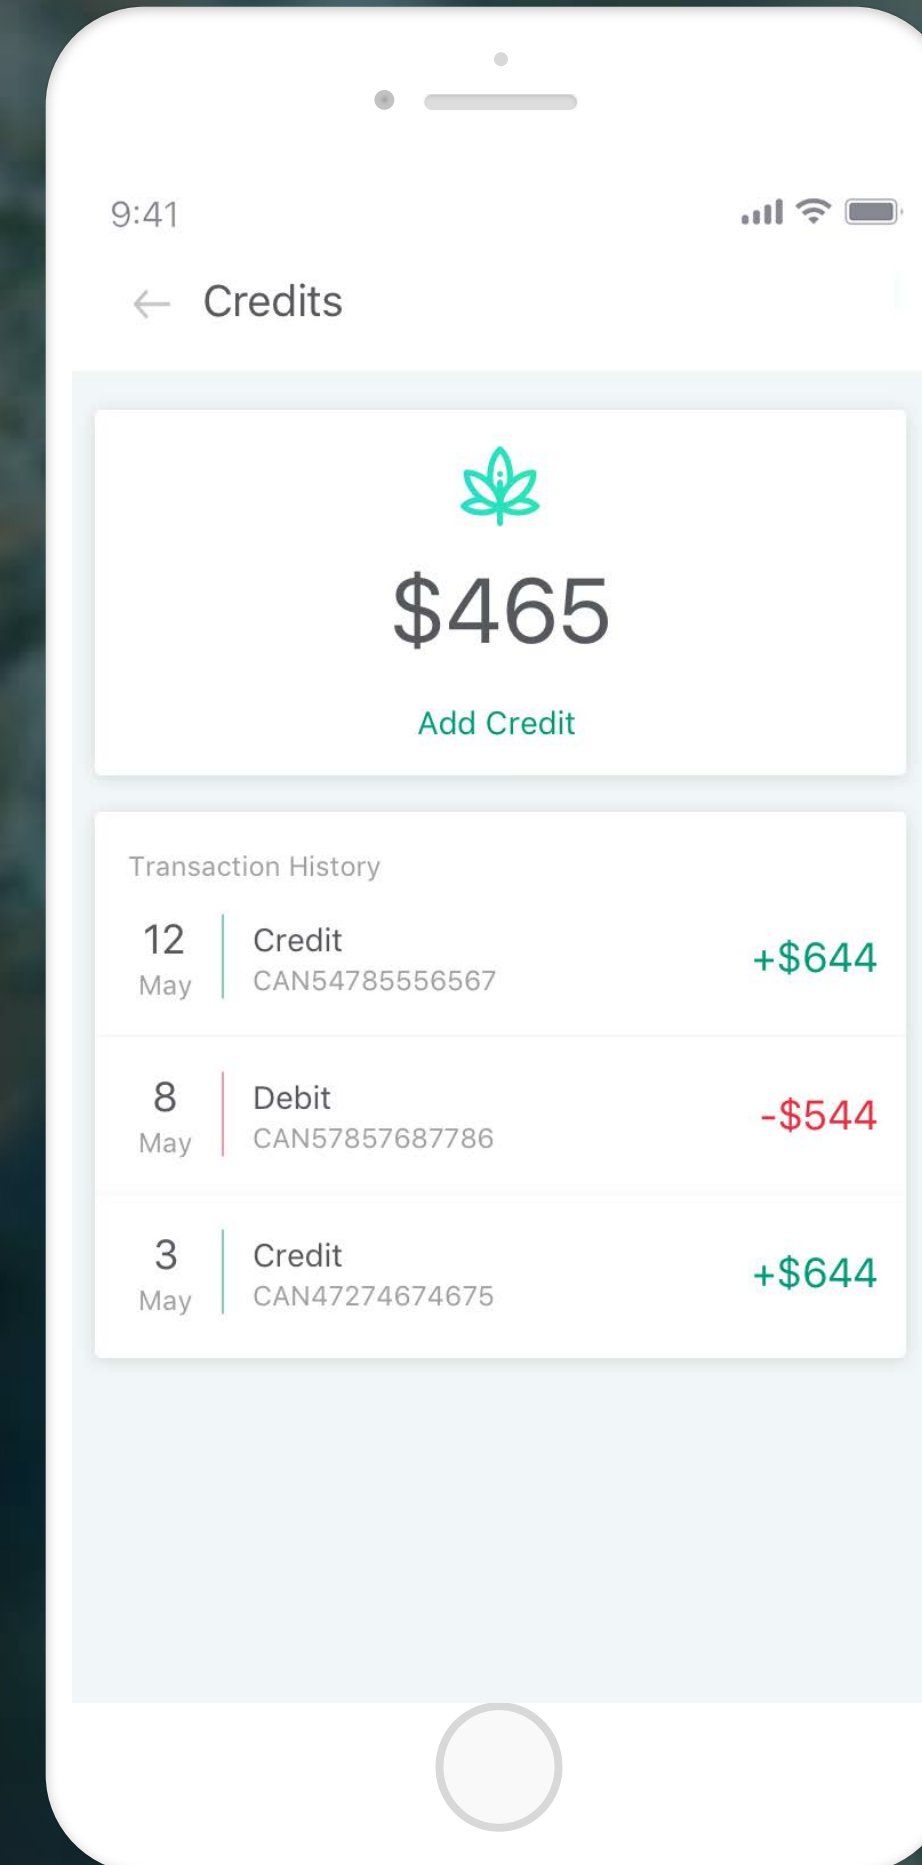 9:41
Credits
$465
Add Credit
Transaction History
12
May
Credit
CAN54785556567
+$644
8
May
Debit
CAN57857687786
-$544
3
May
Credit
CAN47274674675
+$644